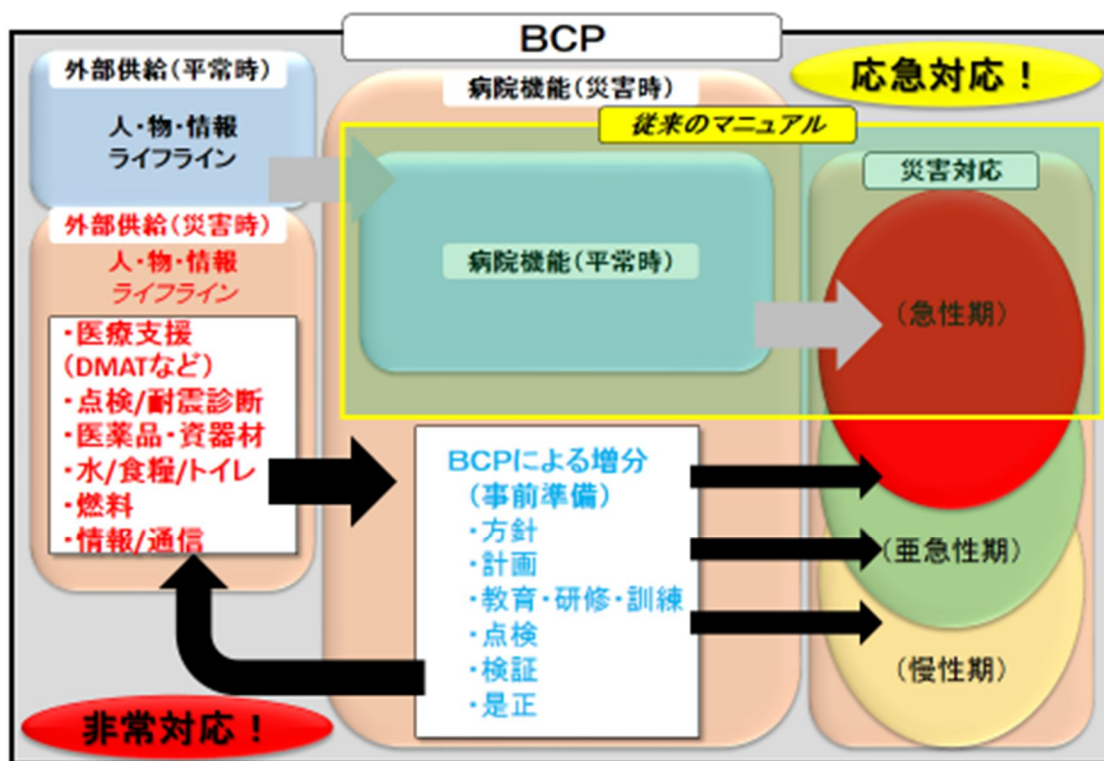 BCP
外部供給(平常時)
人・物・情報
ライフライン
外部供給(災害時)
人・物・情報
ライフライン
・医療支援
(DMATなど)
・点検/耐震診断
・医薬品・資器材
・水/食糧/トイレ
・燃料
・情報/通信
非常対応！
病院機能(災害時)
従来のマニュアル
病院機能(平常時)
BCPによる増分
(事前準備)
・方針
・計画
・教育・研修・訓練
・点検
・検証
・是正
応急対応！
災害対応
(急性期)
(亜急性期)
(慢性期)